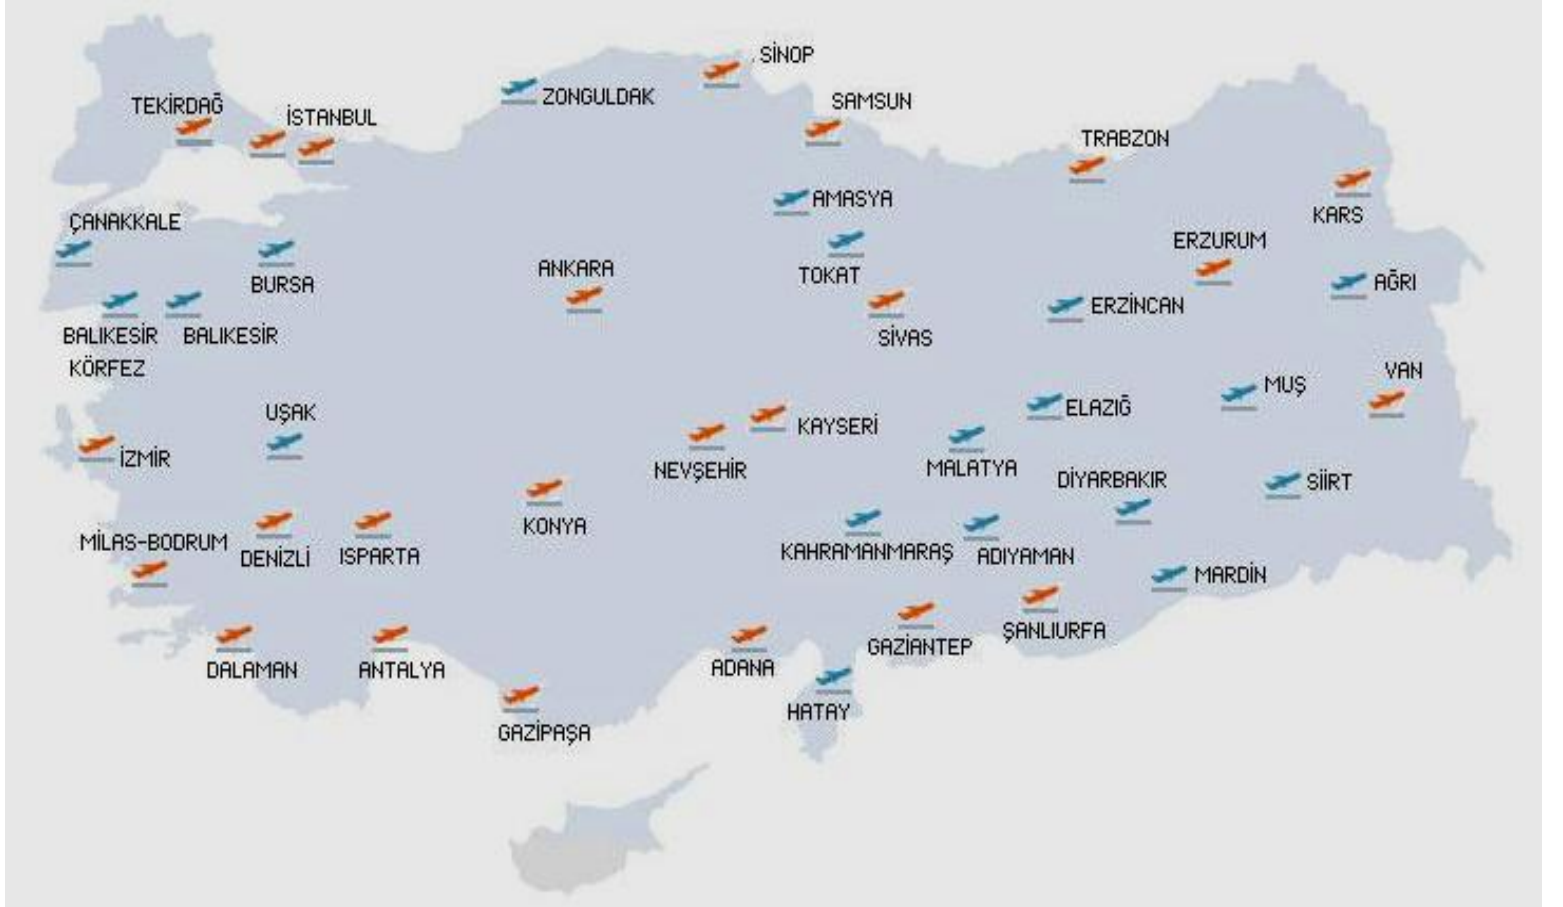 SİNOP
ZONGULDAK
TEKİRDAĞ
İSTANBUL
SAMSUN
TRABZON
AMASYA
KARS
ÇANAKKALE
ERZURUM
ANKARA
TOKAT
BURSA
AĞRI
ERZİNCAN
BALIKESİR
KÖRFEZ
BALIKESİR
SİVAS
VAN
MUŞ
UŞAK
ELAZIĞ
KAYSERİ
İZMİR
NEVŞEHİR
MALATYA
DİYARBAKIR
SİİRT
KONYA
MİLAS-BODRUM
DENİZLİ
ISPARTA
KAHRAMANMARAŞ
ADIYAMAN
MARDİN
ŞANLIURFA
GAZİANTEP
DALAMAN
ANTALYA
ADANA
HATAY
GAZİPAŞA